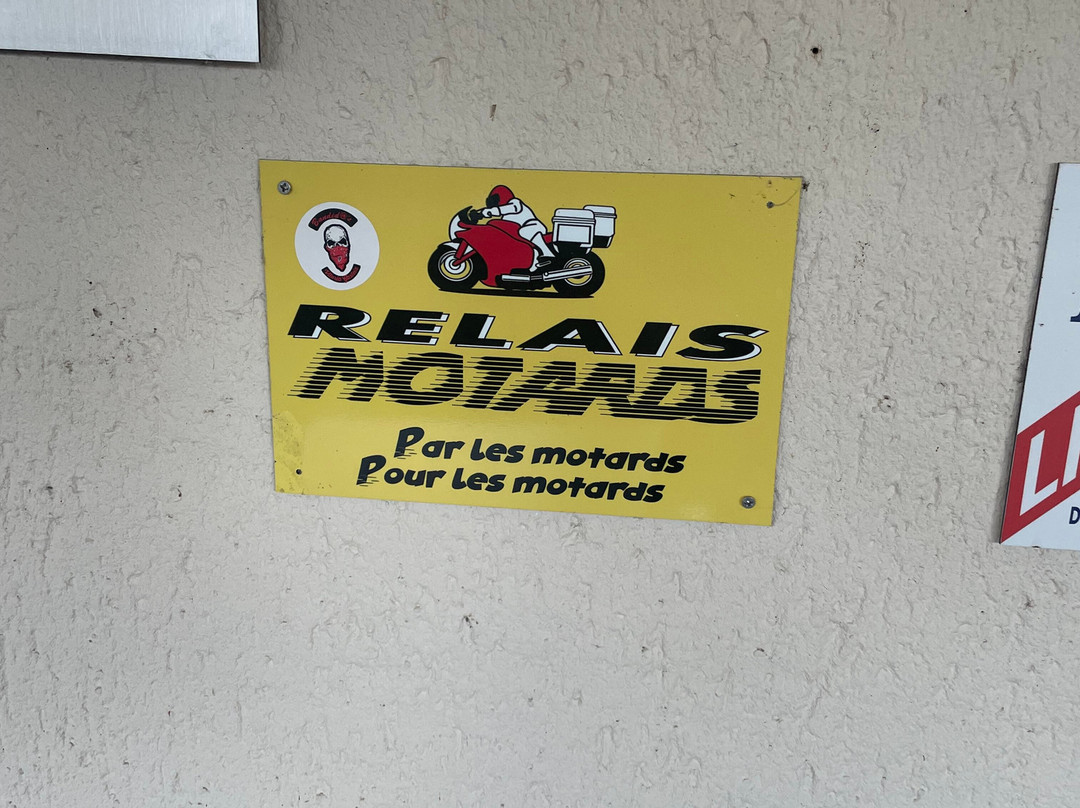 RELAIS
MOTARDS
Par les motards
Pour les motards